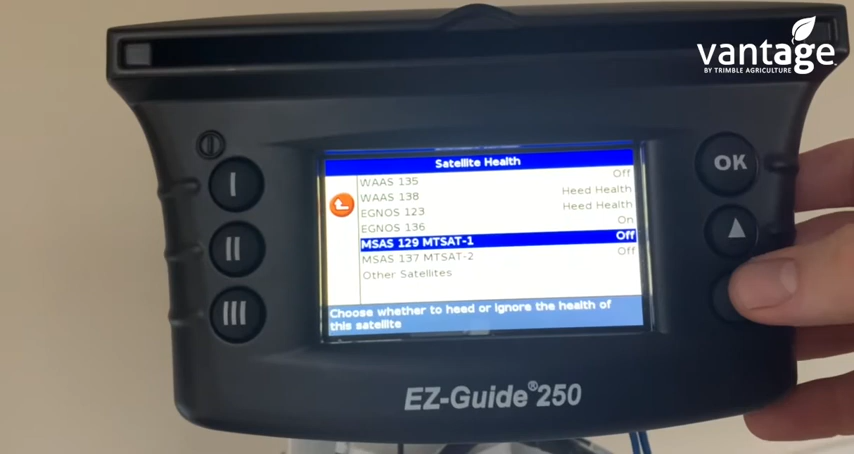 vantage
BY TRIMBLE AGRICULTURE
Satellite Health
WAAS 135 Off
WAAS 138 Heed Health
EGNOS 123 Heed Health
EGNOS 136 On
MSAS 129 MTSAT-1 Off
MSAS 137 MTSAT-2 Off
Other Satellites
Choose whether to heed or ignore the health of
this satellite
I
II
III
OK
EZ-Guide®250